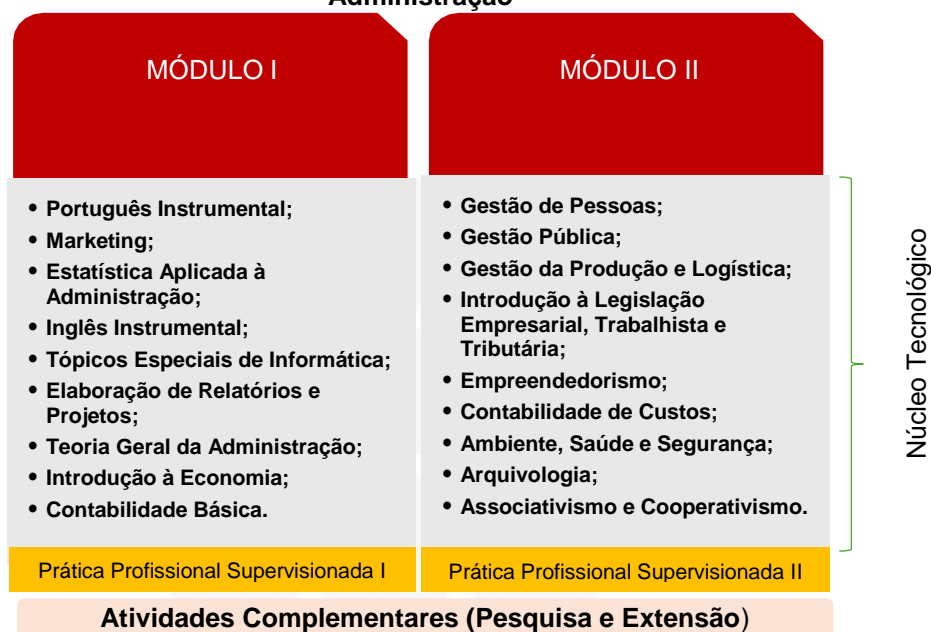 Administração
MÓDULO I
• Português Instrumental;
• Marketing;
• Estatística Aplicada à
Administração;
• Inglês Instrumental;
• Tópicos Especiais de Informática;
• Elaboração de Relatórios e
Projetos;
• Teoria Geral da Administração;
• Introdução à Economia;
• Contabilidade Básica.
Prática Profissional Supervisionada I
MÓDULO II
• Gestão de Pessoas;
• Gestão Pública;
• Gestão da Produção e Logística;
• Introdução à Legislação
Empresarial, Trabalhista e
Tributária;
• Empreendedorismo;
• Contabilidade de Custos;
• Ambiente, Saúde e Segurança;
• Arquivologia;
• Associativismo e Cooperativismo.
Prática Profissional Supervisionada II
Núcleo Tecnológico
Atividades Complementares (Pesquisa e Extensão)